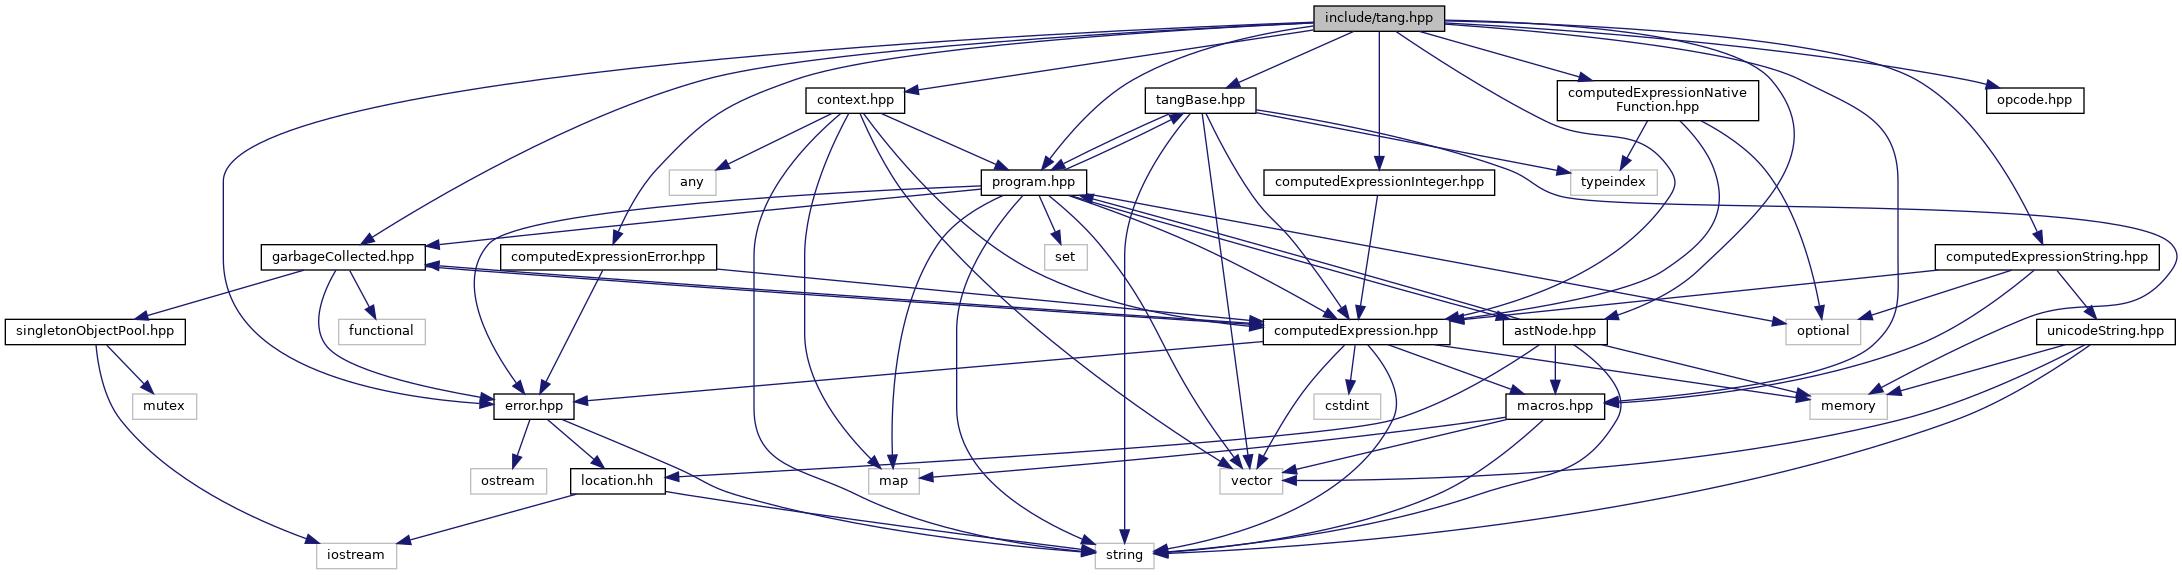 include/tang.hpp
context.hpp
tangBase.hpp
computedExpressionNative
Function.hpp
opcode.hpp
any
program.hpp
computedExpressionInteger.hpp
typeindex
garbageCollected.hpp
computedExpressionError.hpp
set
computedExpressionString.hpp
singletonObjectPool.hpp
functional
computedExpression.hpp
astNode.hpp
optional
unicodeString.hpp
mutex
error.hpp
cstdint
macros.hpp
memory
ostream
location.hh
map
vector
iostream
string